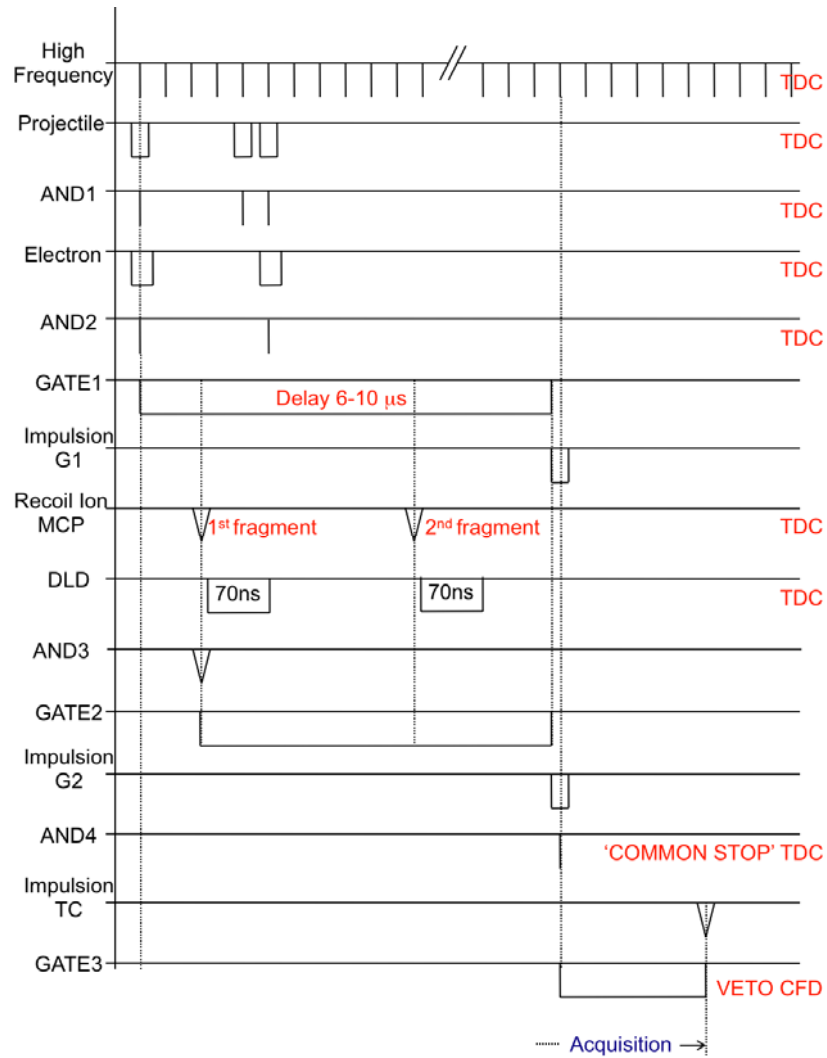 High
Frequency
TDC
Projectile
TDC
AND1
TDC
Electron
TDC
AND2
TDC
GATE1
Delay 6-10 μs
Impulsion
G1
Recoil Ion
MCP
1st fragment
2nd fragment
TDC
DLD
70ns
70ns
TDC
AND3
GATE2
Impulsion
G2
AND4
‘COMMON STOP’ TDC
Impulsion
TC
GATE3
VETO CFD
Acquisition